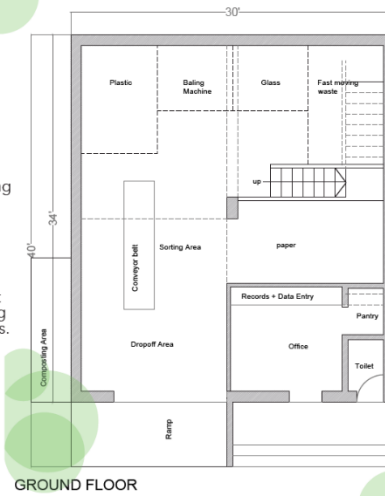 30'
Plastic
Baling
Machine
Glass
Fast moving
waste
up
34'
40'
Conveyor belt
Sorting Area
paper
Records + Data Entry
Pantry
Composting Area
Dropoff Area
Office
Toilet
Ramp
GROUND FLOOR